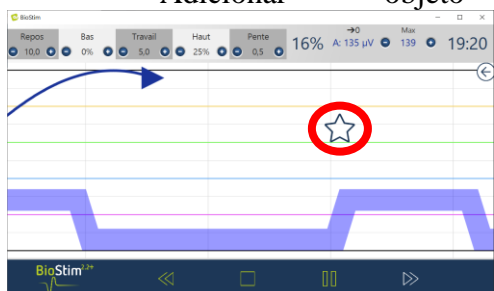 Adicionar objeto
BioStim
Repos Bas Travail Haut Pente →0 Max
10,0 0% 5,0 25% 0,5 16% A: 135 µV 139 19:20
BioStim 2.2+